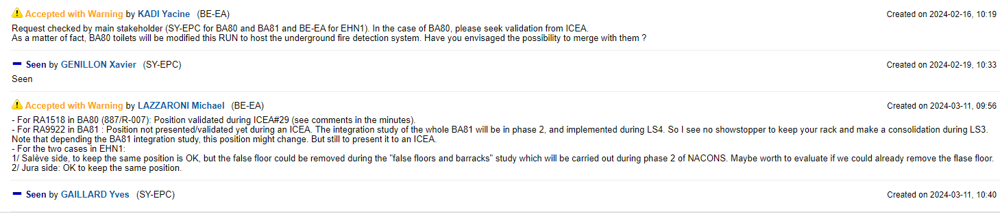 Accepted with Warning by KADI Yacine (BE-EA) Created on 2024-02-16, 10:19
Request checked by main stakeholder (SY-EPC for BA80 and BA81 and BE-EA for EHN1). In the case of BA80, please seek validation from ICEA.
As a matter of fact, BA80 toilets will be modified this RUN to host the underground fire detection system. Have you envisaged the possibility to merge with them ?
Seen by GENILLON Xavier (SY-EPC) Created on 2024-02-19, 10:33
Seen
Accepted with Warning by LAZZARONI Michael (BE-EA) Created on 2024-03-11, 09:56
- For RA1518 in BA80 (887/R-007): Position validated during ICEA#29 (see comments in the minutes).
- For RA9922 in BA81 : Position not presented/validated yet during an ICEA. The integration study of the whole BA81 will be in phase 2, and implemented during LS4. So I see no showstopper to keep your rack and make a consolidation during LS3.
Note that depending the BA81 integration study, this position might change. But still to present it to an ICEA.
- For the two cases in EHN1:
1/ Salève side, to keep the same position is OK, but the false floor could be removed during the "false floors and barracks" study which will be carried out during phase 2 of NACONS. Maybe worth to evaluate if we could already remove the flase floor.
2/ Jura side: OK to keep the same position.
Seen by GAILLARD Yves (SY-EPC) Created on 2024-03-11, 10:40